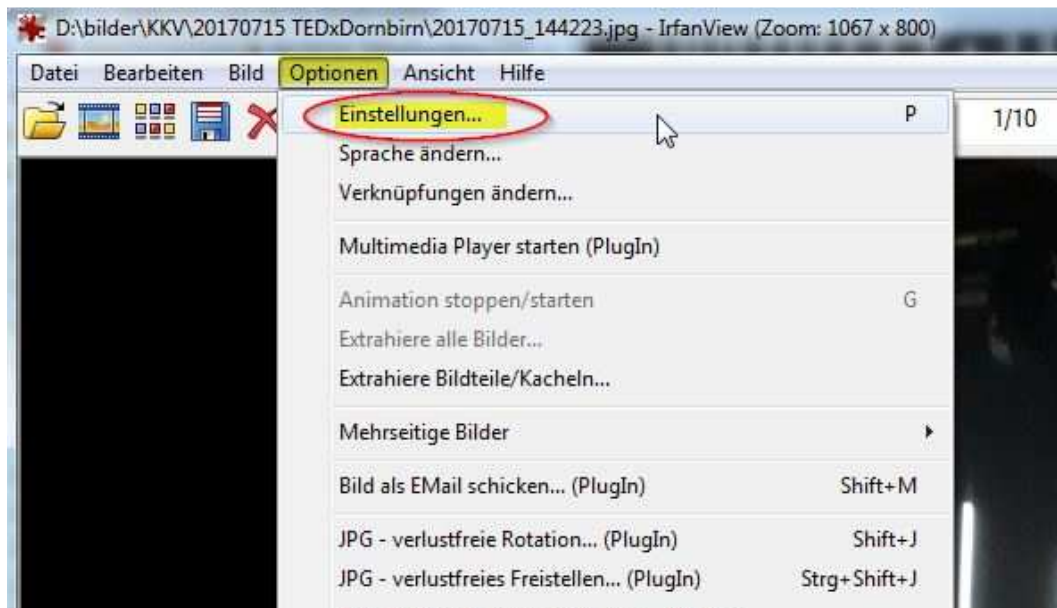 D:\bilder\KKV\20170715 TEDxDornbirn\20170715_144223.jpg - IrfanView (Zoom: 1067 x 800)
Datei Bearbeiten Bild Optionen Ansicht Hilfe
1/10
Einstellungen... P
Sprache ändern...
Verknüpfungen ändern...
Multimedia Player starten (PlugIn)
Animation stoppen/starten G
Extrahiere alle Bilder...
Extrahiere Bildteile/Kacheln...
Mehrseitige Bilder
Bild als EMail schicken... (PlugIn) Shift+M
JPG - verlustfreie Rotation... (PlugIn) Shift+J
JPG - verlustfreies Freistellen... (PlugIn) Strg+Shift+J